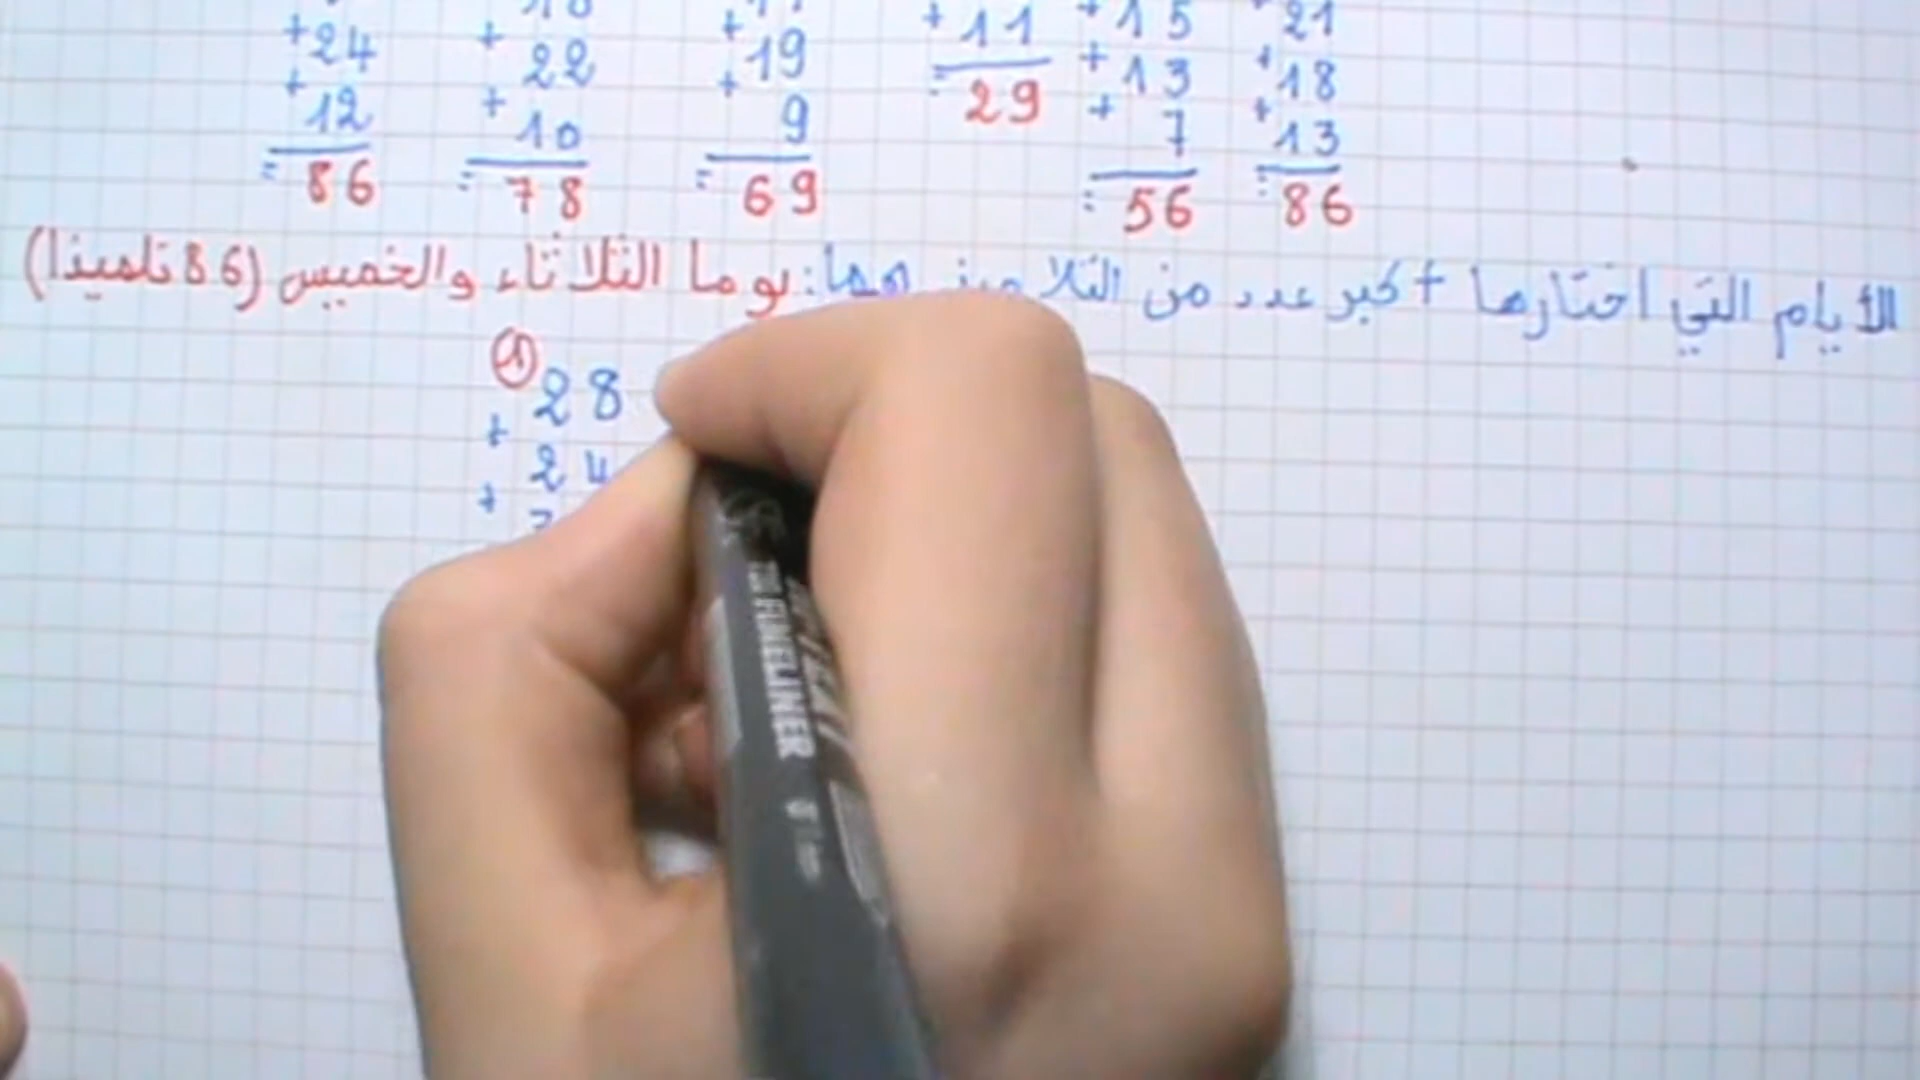 +11 +15 21
+24 +22 +19 29 +13 +18
+12 +10 9 + 7 +13
= 86 = 78 = 69 = 56 = 86
الأيام التي اختارها أكبر عدد من التلاميذ هما: يوما الثلاثاء والخميس (86 تلميذا)
① 28
+ 24
+
FINELINER